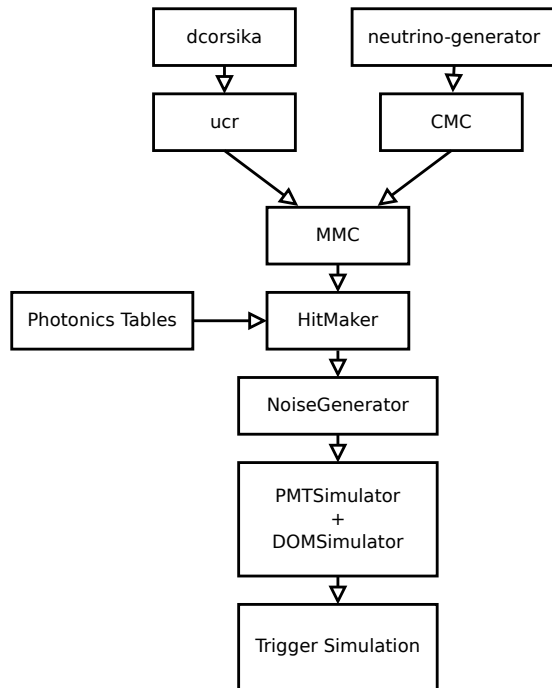 dcorsika
neutrino-generator
ucr
CMC
MMC
Photonics Tables
HitMaker
NoiseGenerator
PMTSimulator
+
DOMSimulator
Trigger Simulation